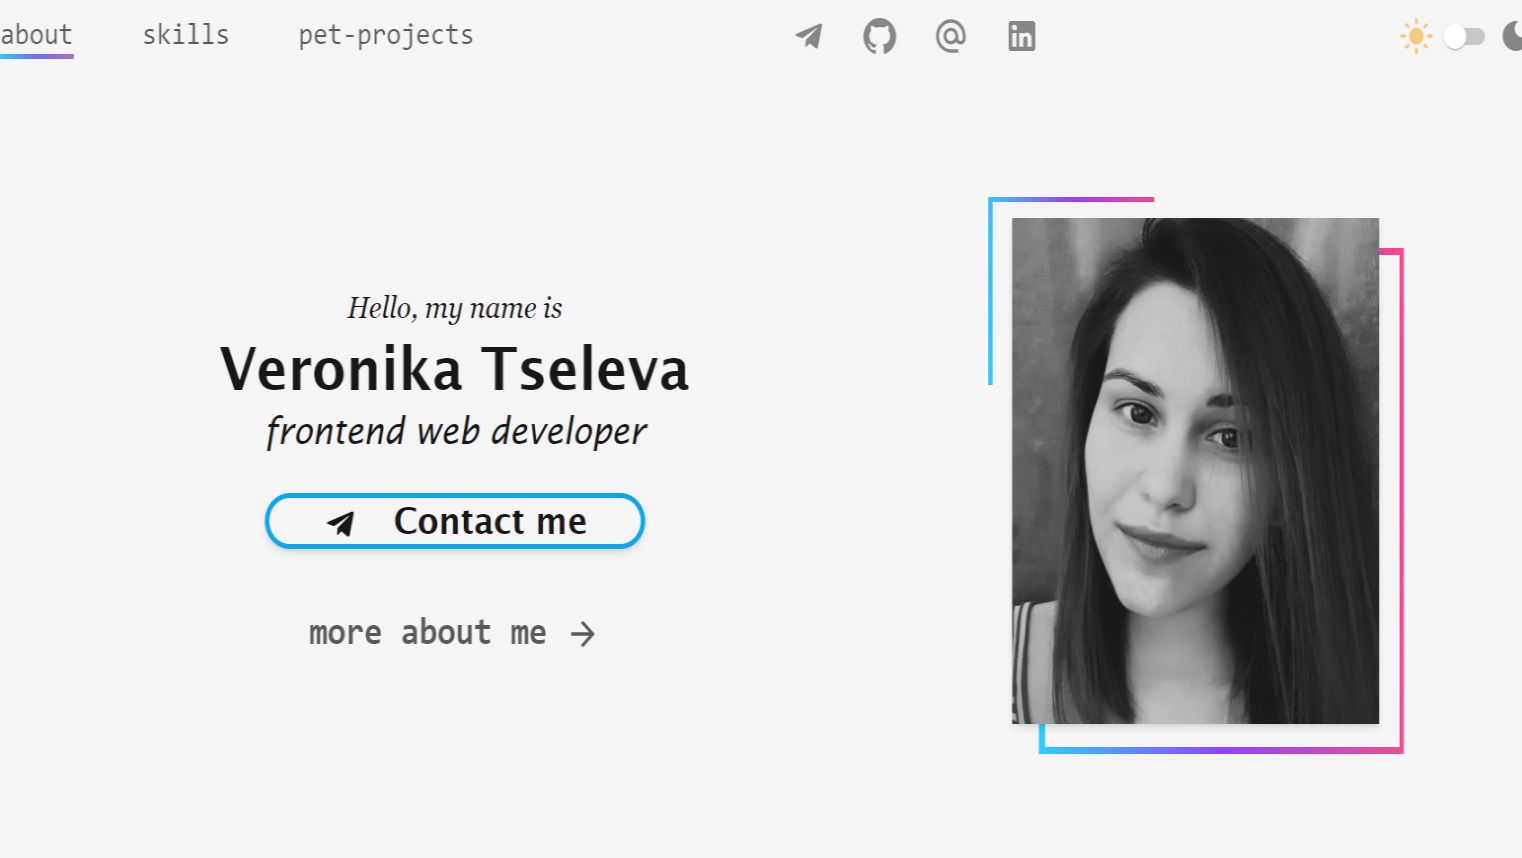 about skills pet-projects
Hello, my name is
Veronika Tseleva
frontend web developer
Contact me
more about me →